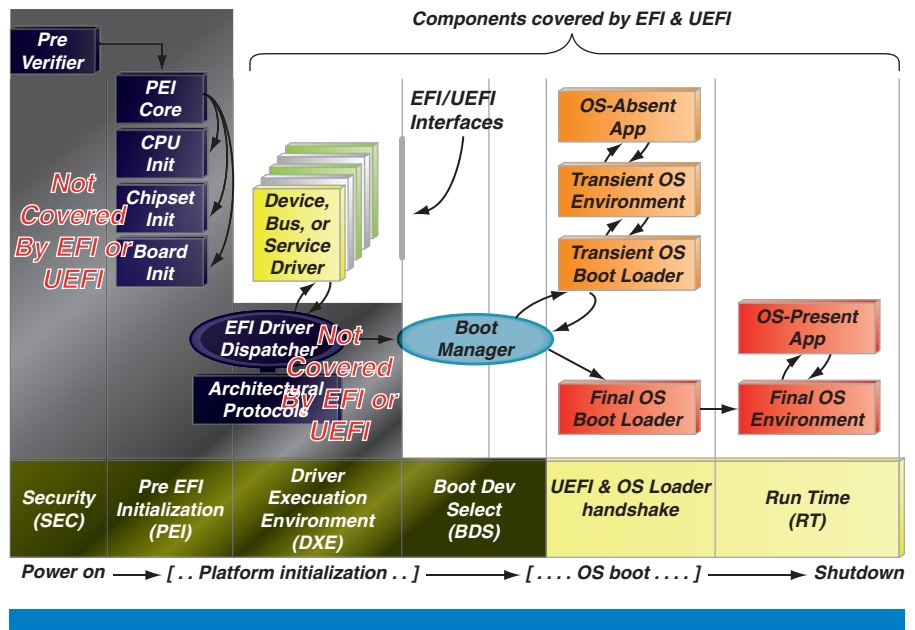 Components covered by EFI & UEFI
Pre
Verifier
PEI
Core
CPU
Init
Chipset
Init
Board
Init
Not
Covered
By EFI or
UEFI
EFI/UEFI
Interfaces
Device,
Bus, or
Service
Driver
EFI Driver
Dispatcher
Architectural
Protocols
Not
Covered
By EFI or
UEFI
Boot
Manager
OS-Absent
App
Transient OS
Environment
Transient OS
Boot Loader
Final OS
Boot Loader
OS-Present
App
Final OS
Environment
Security
(SEC)
Pre EFI
Initialization
(PEI)
Driver
Execuation
Environment
(DXE)
Boot Dev
Select
(BDS)
UEFI & OS Loader
handshake
Run Time
(RT)
Power on
[ . . Platform initialization . . ]
[ . . . . OS boot . . . . ]
Shutdown